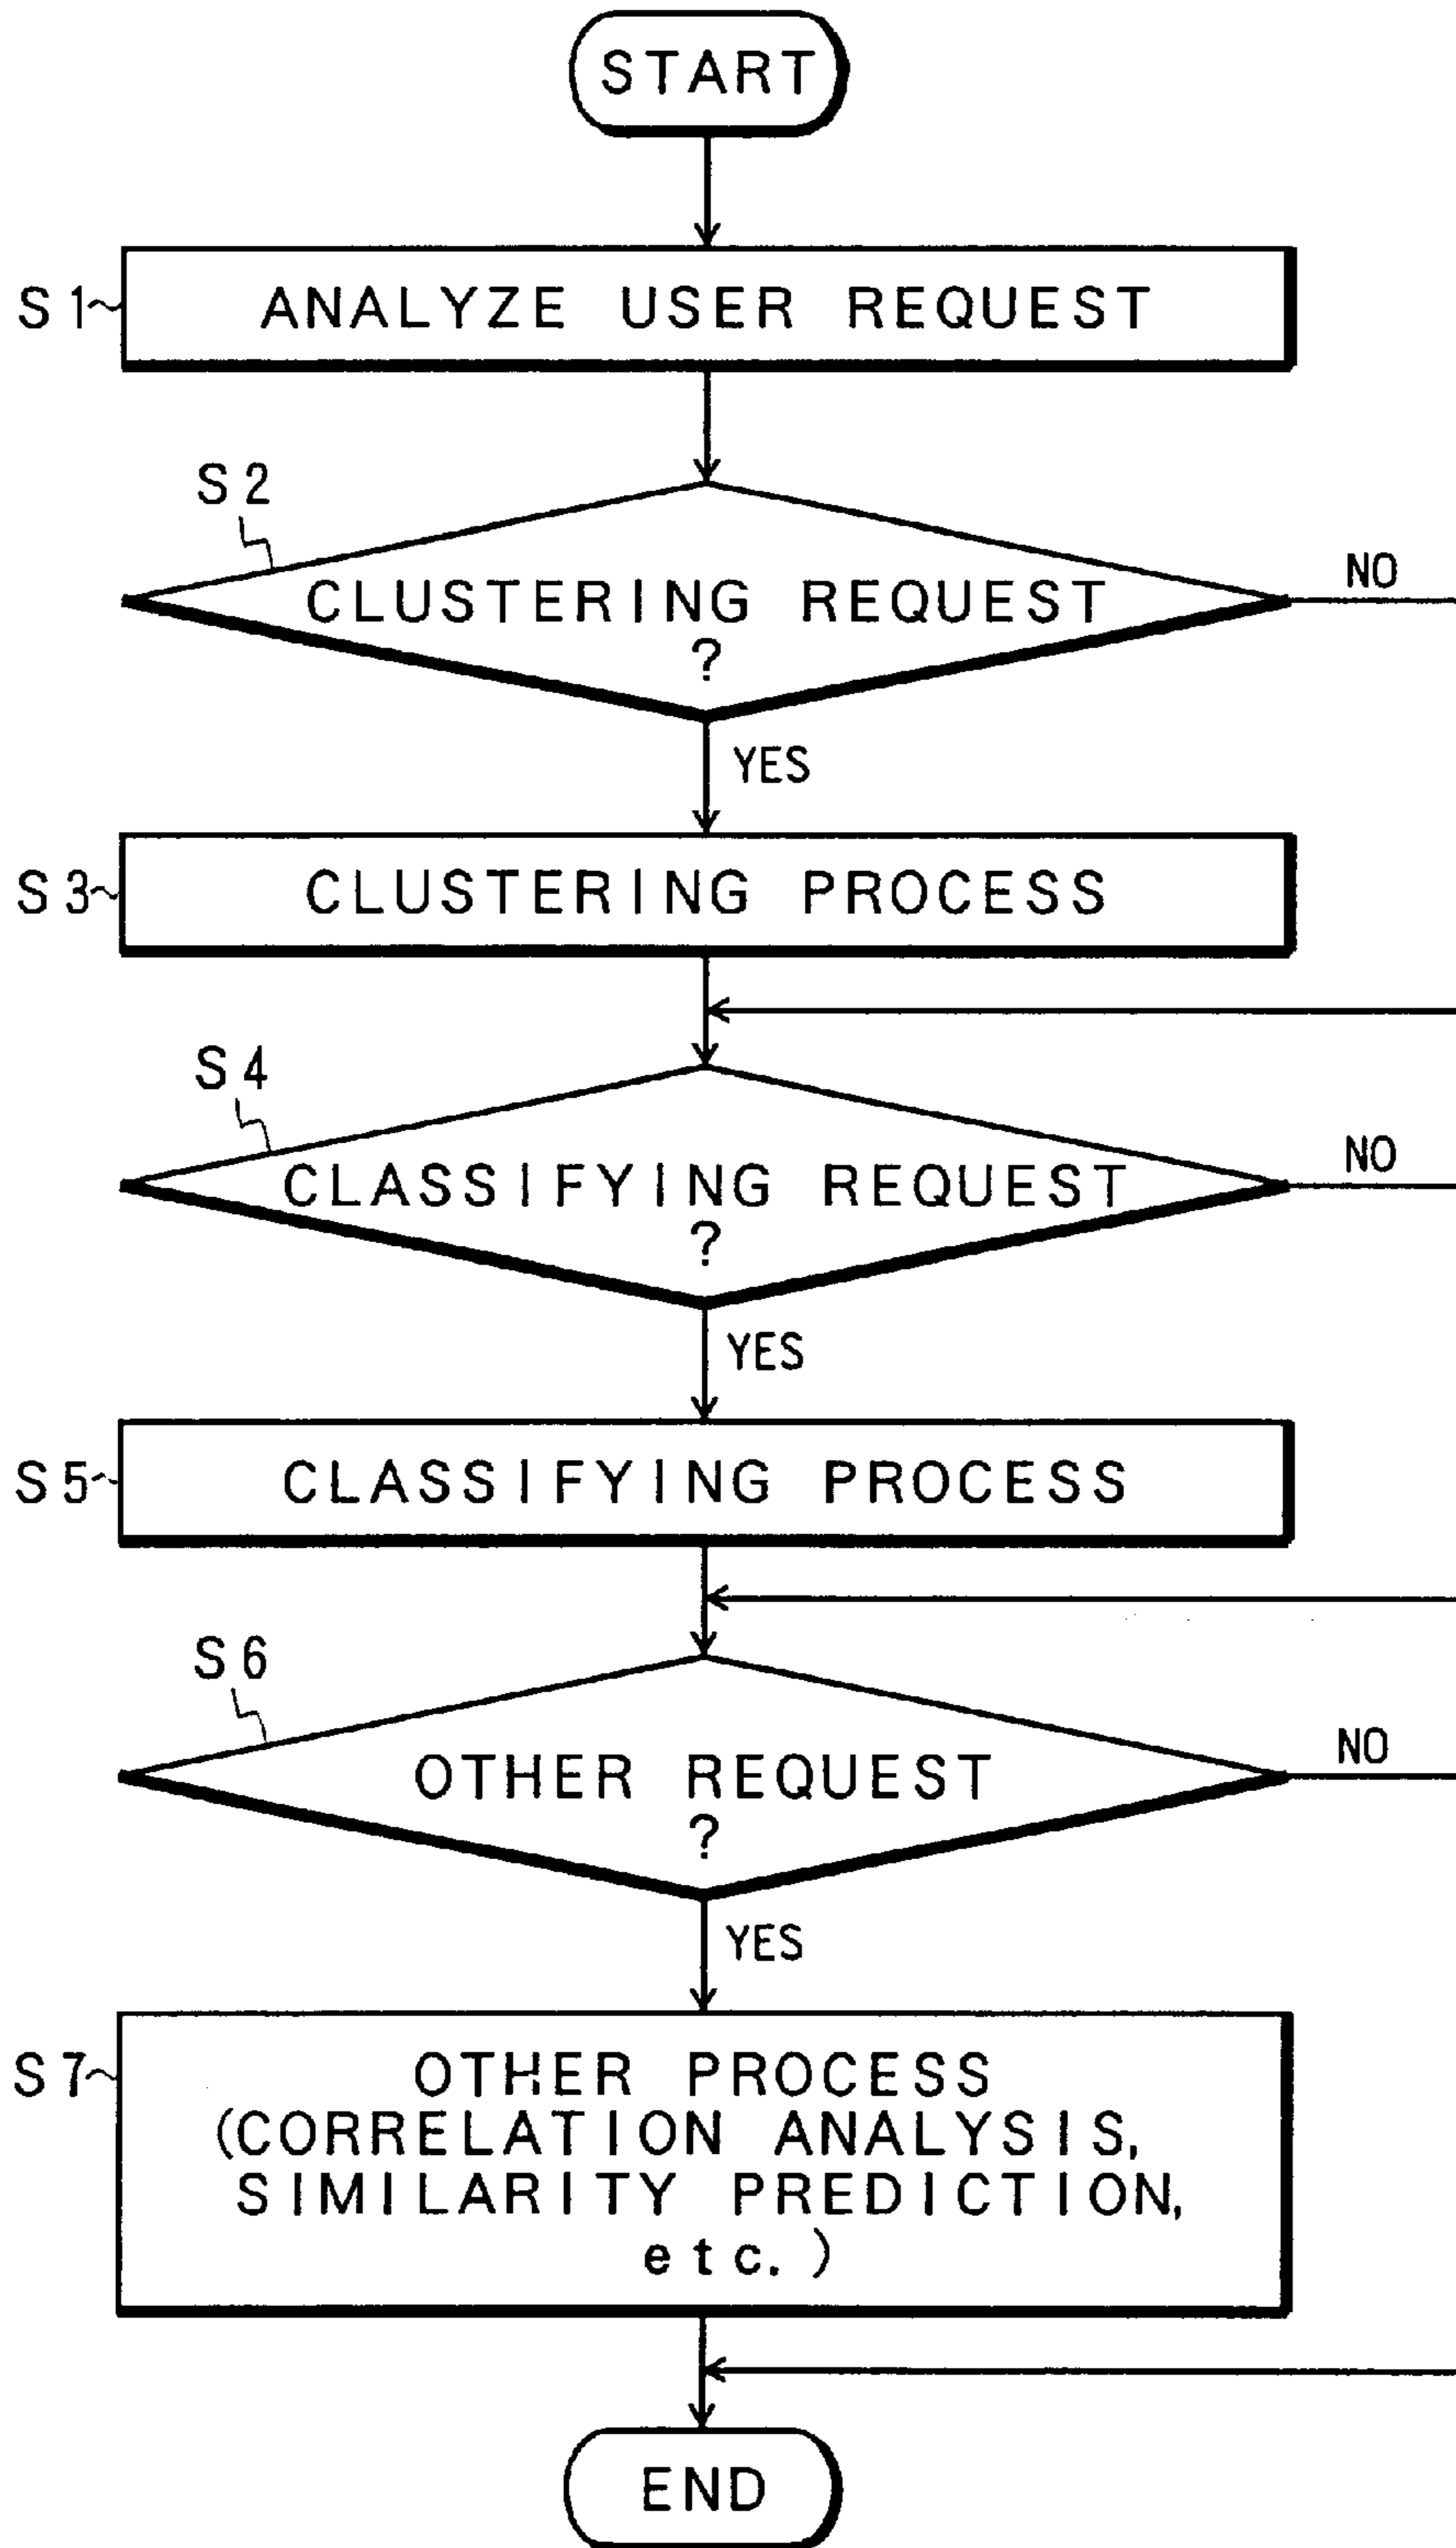 START
S1
ANALYZE USER REQUEST
S2
CLUSTERING REQUEST
?
NO
YES
S3
CLUSTERING PROCESS
S4
CLASSIFYING REQUEST
?
NO
YES
S5
CLASSIFYING PROCESS
S6
OTHER REQUEST
?
NO
YES
S7
OTHER PROCESS
(CORRELATION ANALYSIS,
SIMILARITY PREDICTION,
etc.)
END